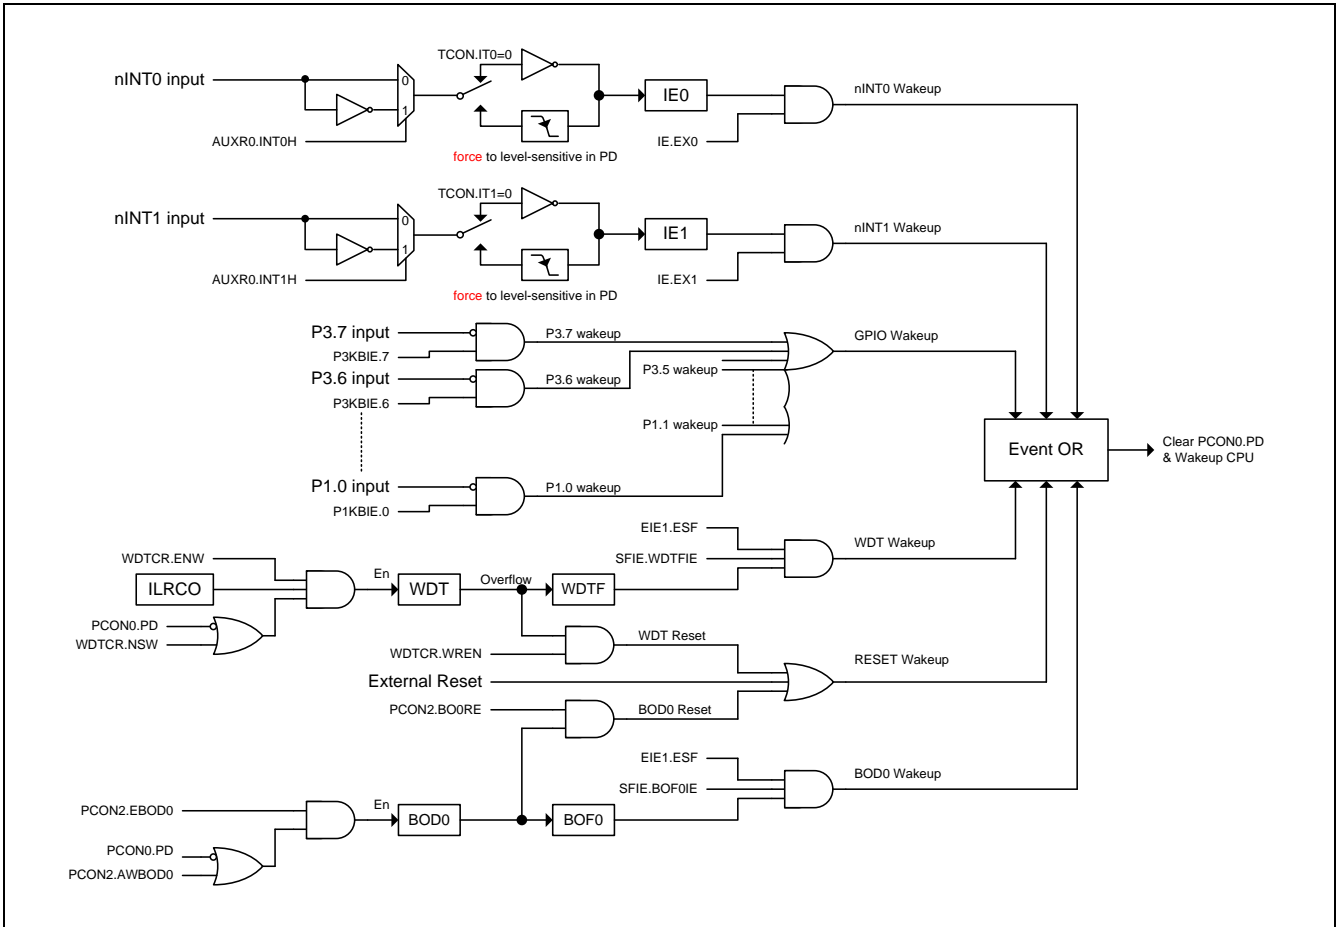 TCON.IT0=0
nINT0 input
0
1
IE0
nINT0 Wakeup
AUXR0.INT0H
IE.EX0
force to level-sensitive in PD
TCON.IT1=0
nINT1 input
0
1
IE1
nINT1 Wakeup
AUXR0.INT1H
IE.EX1
force to level-sensitive in PD
P3.7 input
P3.7 wakeup
GPIO Wakeup
P3KBIE.7
P3.6 input
P3.6 wakeup
P3.5 wakeup
P3KBIE.6
P1.1 wakeup
Event OR
Clear PCON0.PD
& Wakeup CPU
P1.0 input
P1.0 wakeup
P1KBIE.0
EIE1.ESF
WDTCR.ENW
SFIE.WDTFIE
WDT Wakeup
ILRCO
En
WDT
Overflow
WDTF
PCON0.PD
WDTCR.NSW
WDTCR.WREN
WDT Reset
RESET Wakeup
External Reset
PCON2.BO0RE
BOD0 Reset
EIE1.ESF
SFIE.BOF0IE
BOD0 Wakeup
PCON2.EBOD0
En
BOD0
BOF0
PCON0.PD
PCON2.AWBOD0